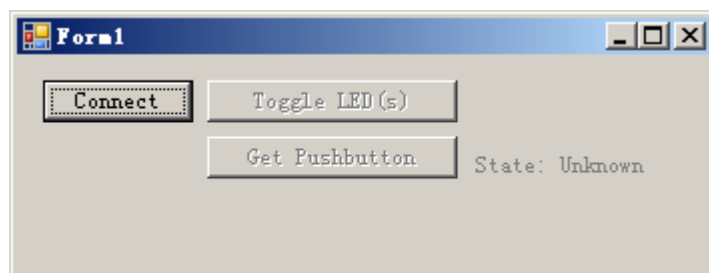 Form1
Connect
Toggle LED(s)
Get Pushbutton
State: Unknown